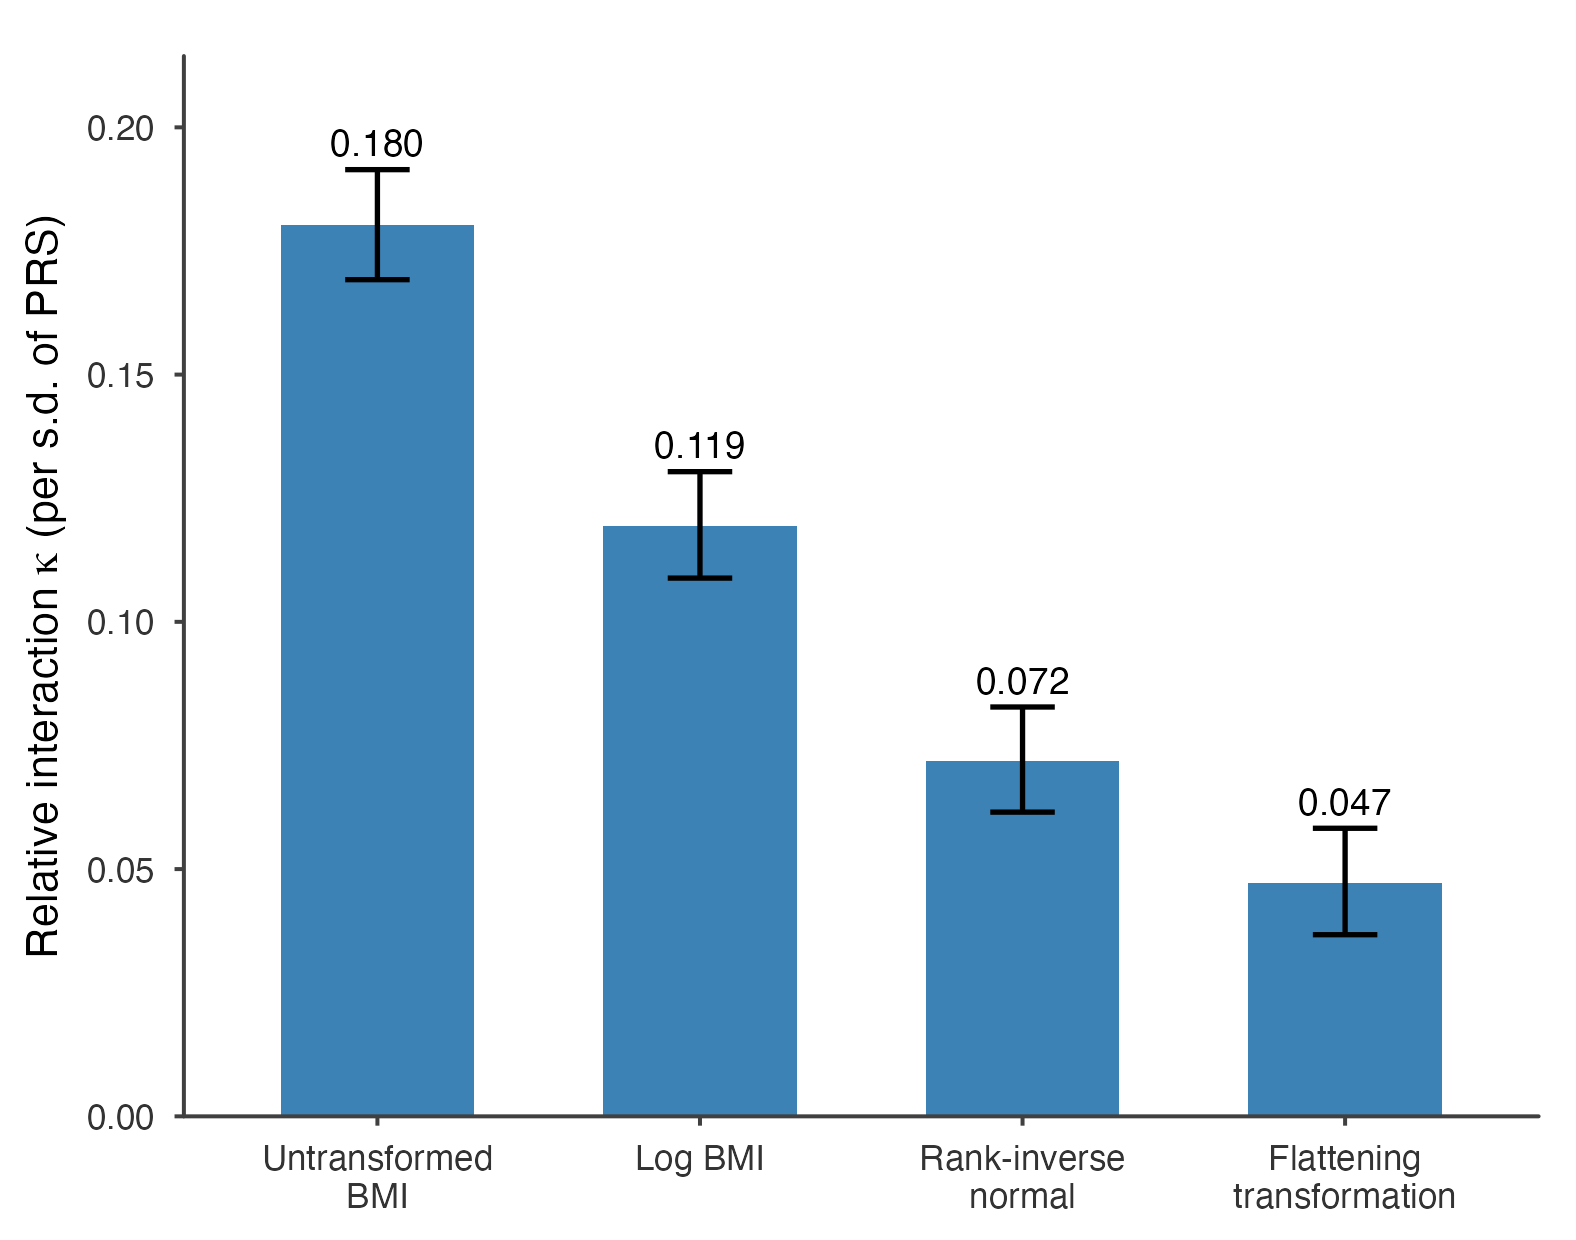 Relative interaction κ (per s.d. of PRS)
0.20
0.15
0.10
0.05
0.00
0.180
0.119
0.072
0.047
Untransformed
BMI
Log BMI
Rank-inverse
normal
Flattening
transformation